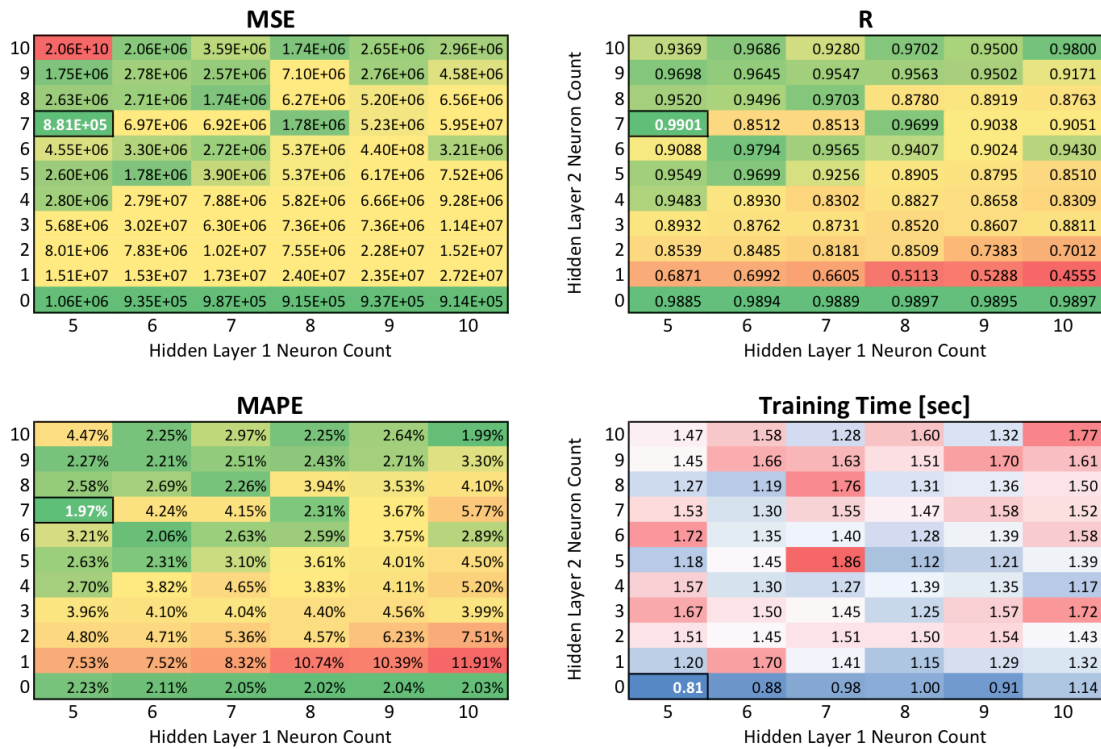 MSE
10 2.06E+10 2.06E+06 3.59E+06 1.74E+06 2.65E+06 2.96E+06
9 1.75E+06 2.78E+06 2.57E+06 7.10E+06 2.76E+06 4.58E+06
8 2.63E+06 2.71E+06 1.74E+06 6.27E+06 5.20E+06 6.56E+06
7 8.81E+05 6.97E+06 6.92E+06 1.78E+06 5.23E+06 5.95E+07
6 4.55E+06 3.30E+06 2.72E+06 5.37E+06 4.40E+08 3.21E+06
5 2.60E+06 1.78E+06 3.90E+06 5.37E+06 6.17E+06 7.52E+06
4 2.80E+06 2.79E+07 7.88E+06 5.82E+06 6.66E+06 9.28E+06
3 5.68E+06 3.02E+07 6.30E+06 7.36E+06 7.36E+06 1.14E+07
2 8.01E+06 7.83E+06 1.02E+07 7.55E+06 2.28E+07 1.52E+07
1 1.51E+07 1.53E+07 1.73E+07 2.40E+07 2.35E+07 2.72E+07
0 1.06E+06 9.35E+05 9.87E+05 9.15E+05 9.37E+05 9.14E+05
5 6 7 8 9 10
Hidden Layer 1 Neuron Count
Hidden Layer 2 Neuron Count
R
10 0.9369 0.9686 0.9280 0.9702 0.9500 0.9800
9 0.9698 0.9645 0.9547 0.9563 0.9502 0.9171
8 0.9520 0.9496 0.9703 0.8780 0.8919 0.8763
7 0.9901 0.8512 0.8513 0.9699 0.9038 0.9051
6 0.9088 0.9794 0.9565 0.9407 0.9024 0.9430
5 0.9549 0.9699 0.9256 0.8905 0.8795 0.8510
4 0.9483 0.8930 0.8302 0.8827 0.8658 0.8309
3 0.8932 0.8762 0.8731 0.8520 0.8607 0.8811
2 0.8539 0.8485 0.8181 0.8509 0.7383 0.7012
1 0.6871 0.6992 0.6605 0.5113 0.5288 0.4555
0 0.9885 0.9894 0.9889 0.9897 0.9895 0.9897
5 6 7 8 9 10
Hidden Layer 1 Neuron Count
Hidden Layer 2 Neuron Count
MAPE
10 4.47% 2.25% 2.97% 2.25% 2.64% 1.99%
9 2.27% 2.21% 2.51% 2.43% 2.71% 3.30%
8 2.58% 2.69% 2.26% 3.94% 3.53% 4.10%
7 1.97% 4.24% 4.15% 2.31% 3.67% 5.77%
6 3.21% 2.06% 2.63% 2.59% 3.75% 2.89%
5 2.63% 2.31% 3.10% 3.61% 4.01% 4.50%
4 2.70% 3.82% 4.65% 3.83% 4.11% 5.20%
3 3.96% 4.10% 4.04% 4.40% 4.56% 3.99%
2 4.80% 4.71% 5.36% 4.57% 6.23% 7.51%
1 7.53% 7.52% 8.32% 10.74% 10.39% 11.91%
0 2.23% 2.11% 2.05% 2.02% 2.04% 2.03%
5 6 7 8 9 10
Hidden Layer 1 Neuron Count
Hidden Layer 2 Neuron Count
Training Time [sec]
10 1.47 1.58 1.28 1.60 1.32 1.77
9 1.45 1.66 1.63 1.51 1.70 1.61
8 1.27 1.19 1.76 1.31 1.36 1.50
7 1.53 1.30 1.55 1.47 1.58 1.52
6 1.72 1.35 1.40 1.28 1.39 1.58
5 1.18 1.45 1.86 1.12 1.21 1.39
4 1.57 1.30 1.27 1.39 1.35 1.17
3 1.67 1.50 1.45 1.25 1.57 1.72
2 1.51 1.45 1.51 1.50 1.54 1.43
1 1.20 1.70 1.41 1.15 1.29 1.32
0 0.81 0.88 0.98 1.00 0.91 1.14
5 6 7 8 9 10
Hidden Layer 1 Neuron Count
Hidden Layer 2 Neuron Count